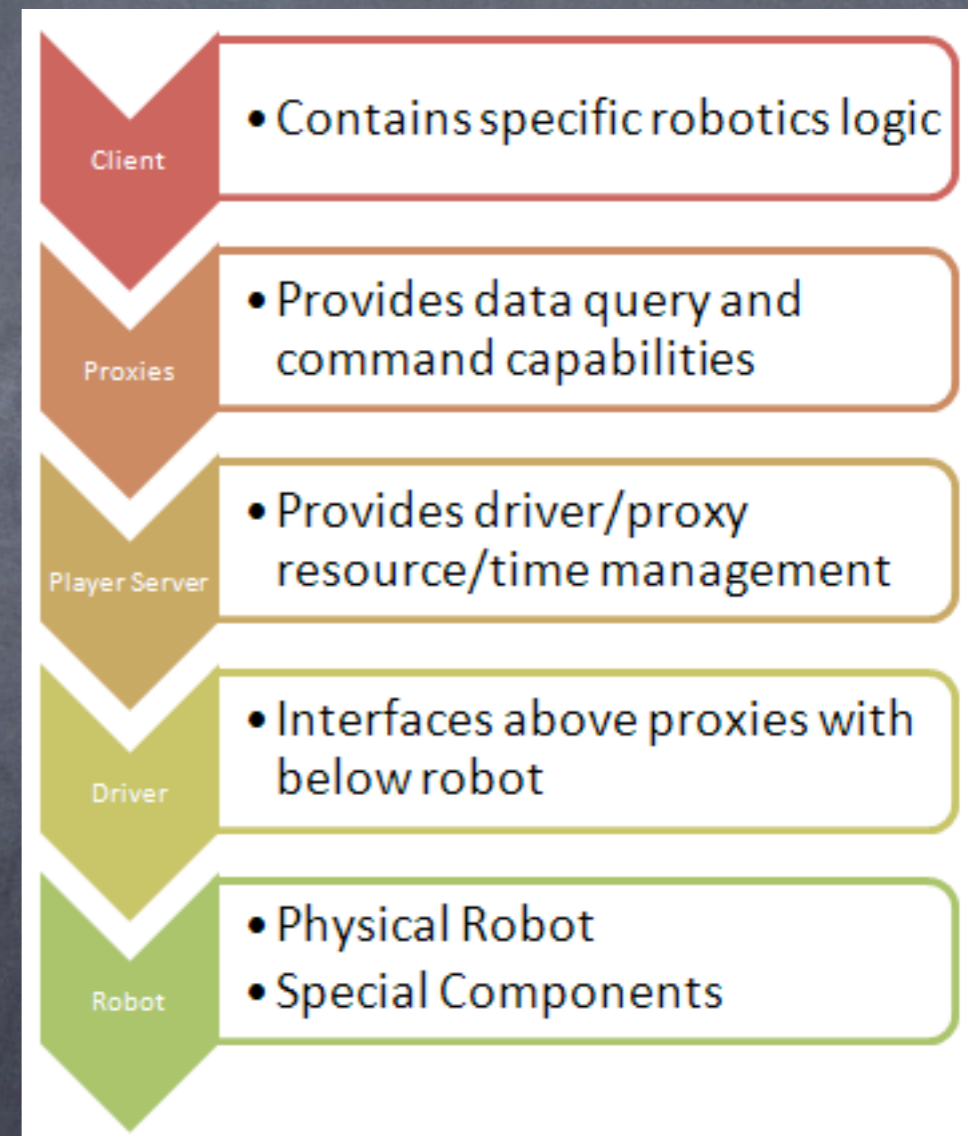 Client
• Contains specific robotics logic
Proxies
• Provides data query and
command capabilities
Player Server
• Provides driver/proxy
resource/time management
Driver
• Interfaces above proxies with
below robot
Robot
• Physical Robot
• Special Components